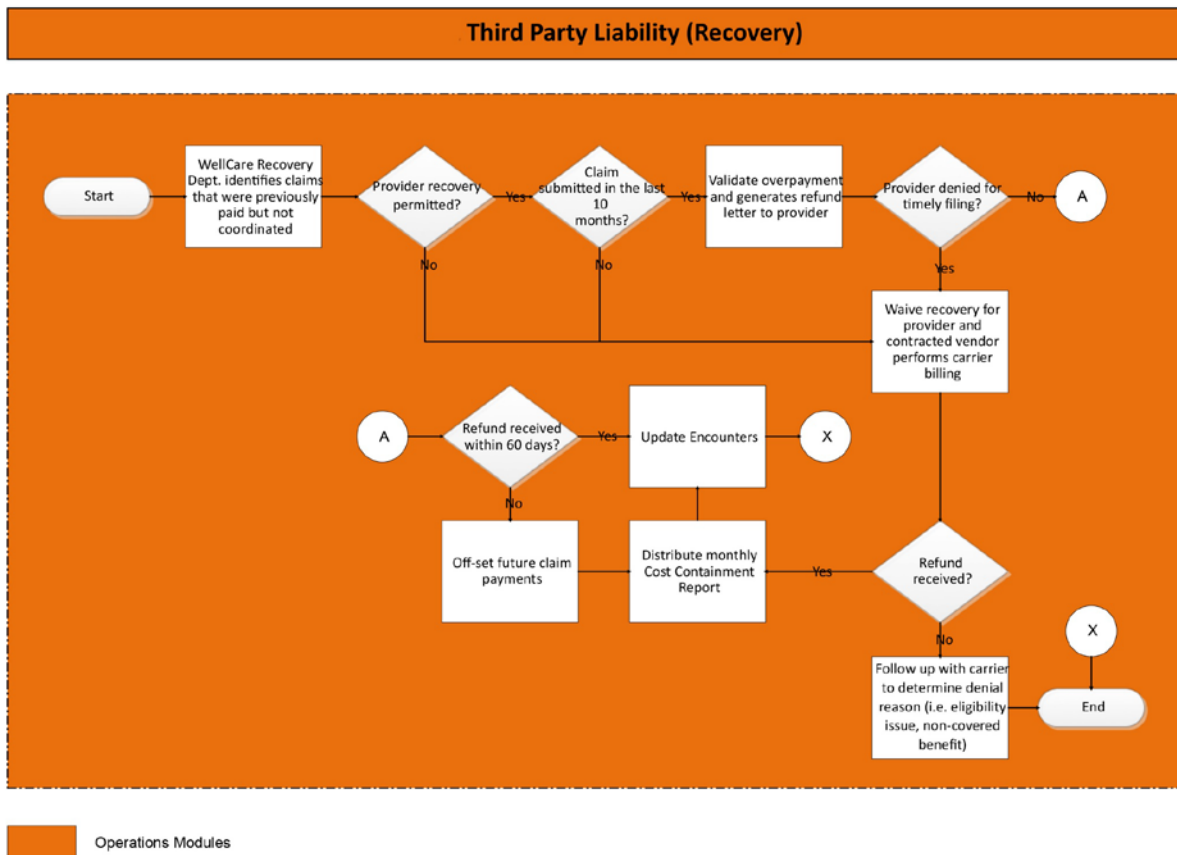 Third Party Liability (Recovery)
Start
WellCare Recovery
Dept. identifies claims
that were previously
paid but not
coordinated
Provider recovery
permitted?
Yes
No
Claim
submitted in the last
10
months?
Yes
No
Validate overpayment
and generates refund
letter to provider
Provider denied for
timely filing?
No
A
Yes
Waive recovery for
provider and
contracted vendor
performs carrier
billing
A
Refund received
within 60 days?
Yes
Update Encounters
X
No
Off-set future claim
payments
Distribute monthly
Cost Containment
Report
Yes
Refund
received?
No
X
Follow up with carrier
to determine denial
reason (i.e. eligibility
issue, non-covered
benefit)
End
Operations Modules